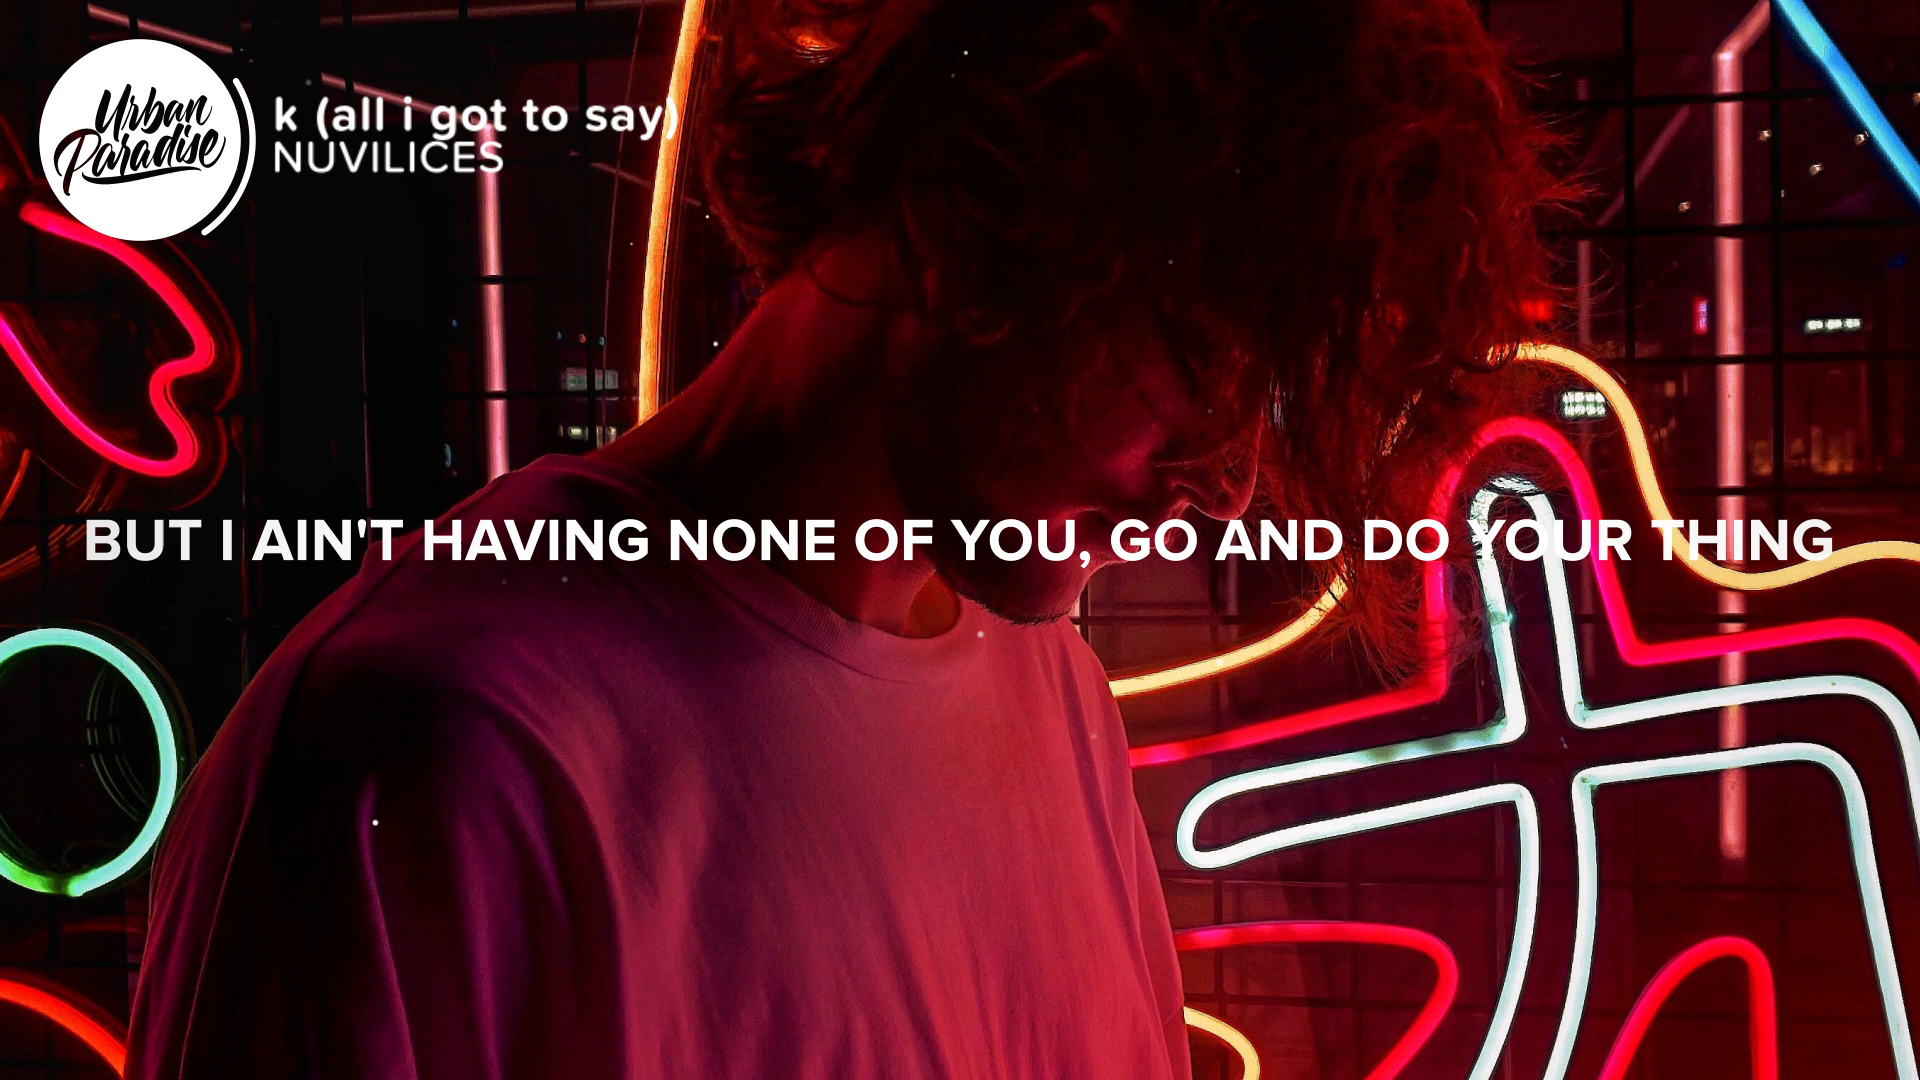 Urban
Paradise
k (all i got to say)
NUVILICES
BUT I AIN'T HAVING NONE OF YOU, GO AND DO YOUR THING